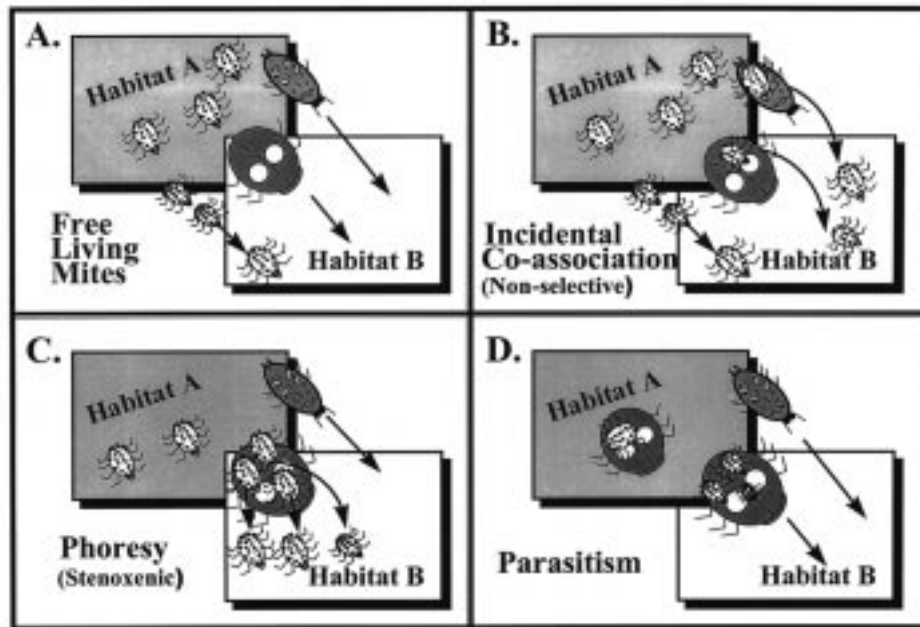 A.
Habitat A
Free
Living
Mites
Habitat B
B.
Habitat A
Incidental
Co-association
(Non-selective)
Habitat B
C.
Habitat A
Phoresy
(Stenoxenic)
Habitat B
D.
Habitat A
Parasitism
Habitat B